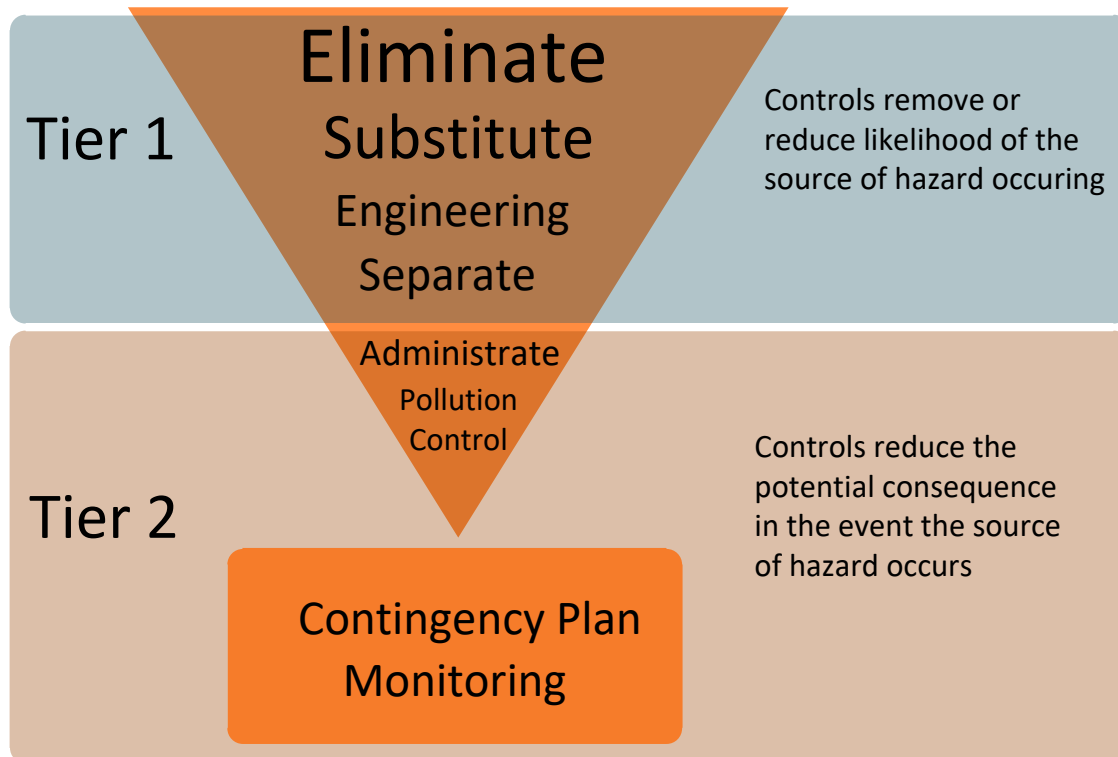 Tier 1
Eliminate
Substitute
Engineering
Separate
Controls remove or
reduce likelihood of the
source of hazard occuring
Tier 2
Administrate
Pollution
Control
Contingency Plan
Monitoring
Controls reduce the
potential consequence
in the event the source
of hazard occurs